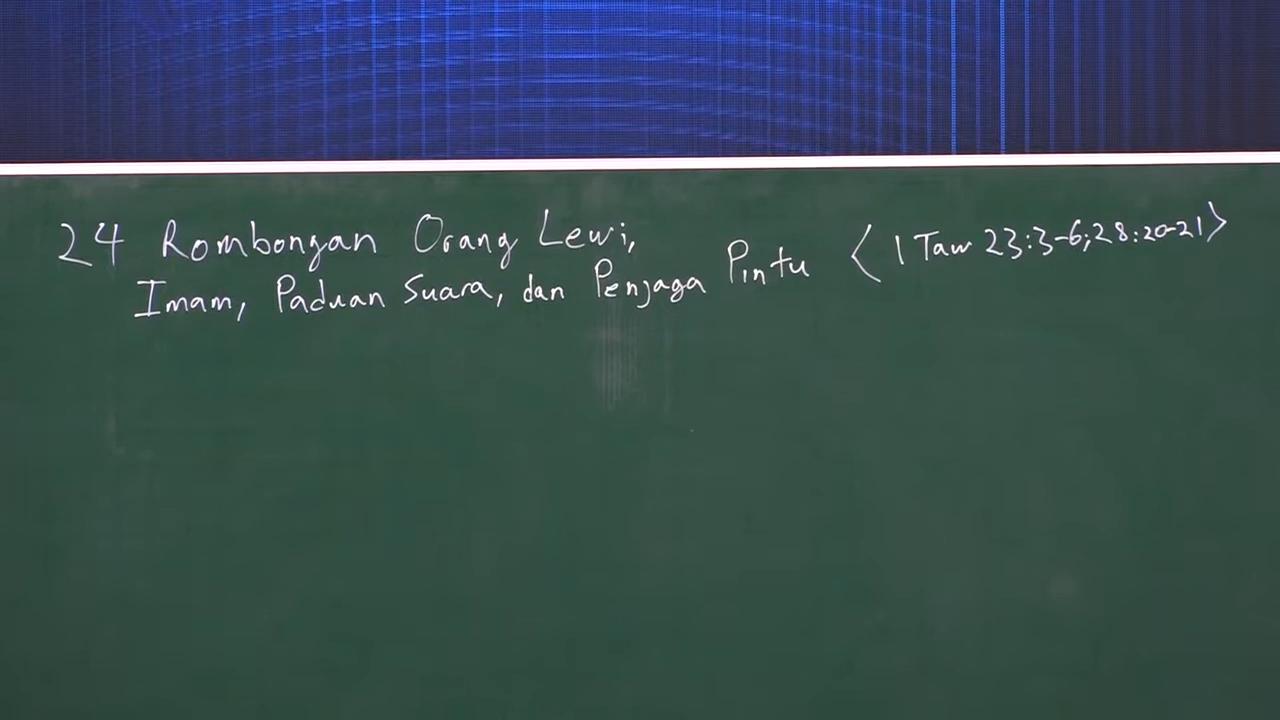 24 Rombongan Orang Lewi,
Imam, Paduan Suara, dan Penjaga Pintu <1 Taw 23:3-6; 28:20-21>